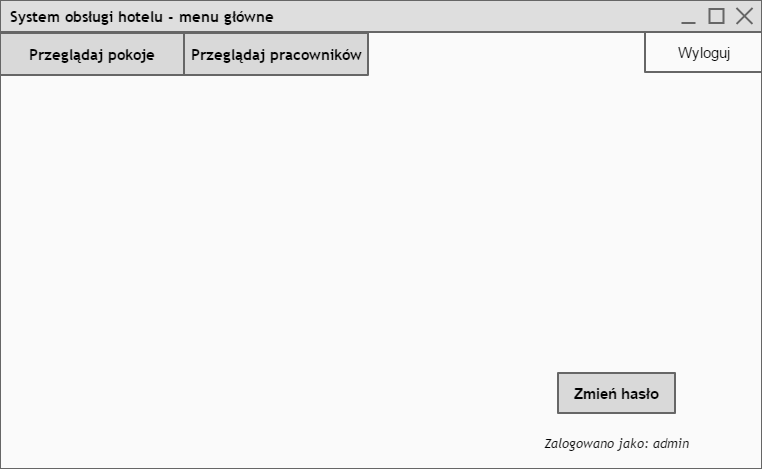 System obsługi hotelu - menu główne
Przeglądaj pokoje
Przeglądaj pracowników
Wyloguj
Zmień hasło
Zalogowano jako: admin